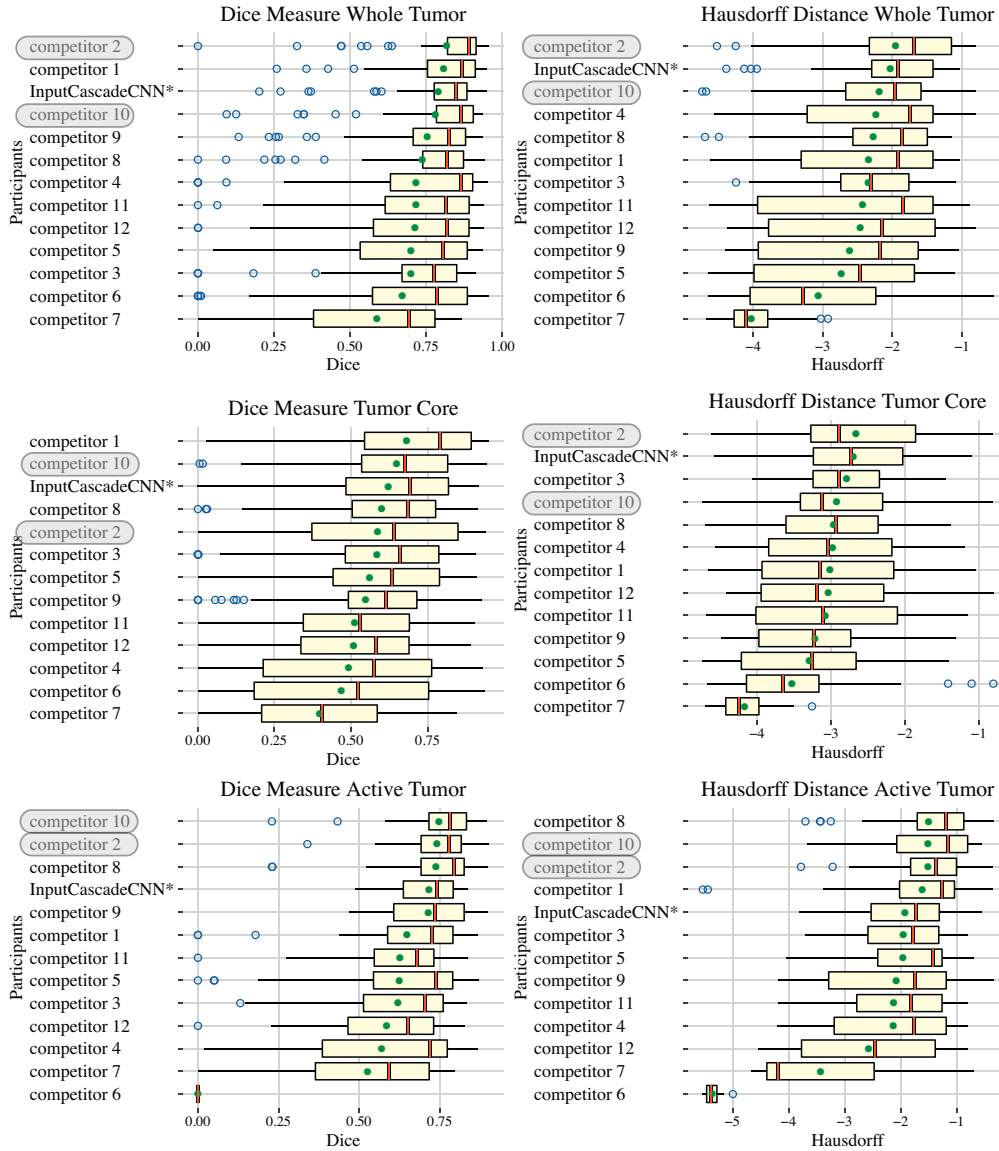 Dice Measure Whole Tumor
Participants
competitor 2
competitor 1
InputCascadeCNN*
competitor 10
competitor 9
competitor 8
competitor 4
competitor 11
competitor 12
competitor 5
competitor 3
competitor 6
competitor 7
0.00 0.25 0.50 0.75 1.00
Dice
Hausdorff Distance Whole Tumor
Participants
competitor 2
InputCascadeCNN*
competitor 10
competitor 4
competitor 8
competitor 1
competitor 3
competitor 11
competitor 12
competitor 9
competitor 5
competitor 6
competitor 7
−4 −3 −2 −1
Hausdorff
Dice Measure Tumor Core
Participants
competitor 1
competitor 10
InputCascadeCNN*
competitor 8
competitor 2
competitor 3
competitor 5
competitor 9
competitor 11
competitor 12
competitor 4
competitor 6
competitor 7
0.00 0.25 0.50 0.75
Dice
Hausdorff Distance Tumor Core
Participants
competitor 2
InputCascadeCNN*
competitor 3
competitor 10
competitor 8
competitor 4
competitor 1
competitor 12
competitor 11
competitor 9
competitor 5
competitor 6
competitor 7
−4 −3 −2 −1
Hausdorff
Dice Measure Active Tumor
Participants
competitor 10
competitor 2
competitor 8
InputCascadeCNN*
competitor 9
competitor 1
competitor 11
competitor 5
competitor 3
competitor 12
competitor 4
competitor 7
competitor 6
0.00 0.25 0.50 0.75
Dice
Hausdorff Distance Active Tumor
Participants
competitor 8
competitor 10
competitor 2
competitor 1
InputCascadeCNN*
competitor 3
competitor 5
competitor 9
competitor 11
competitor 4
competitor 12
competitor 7
competitor 6
−5 −4 −3 −2 −1
Hausdorff